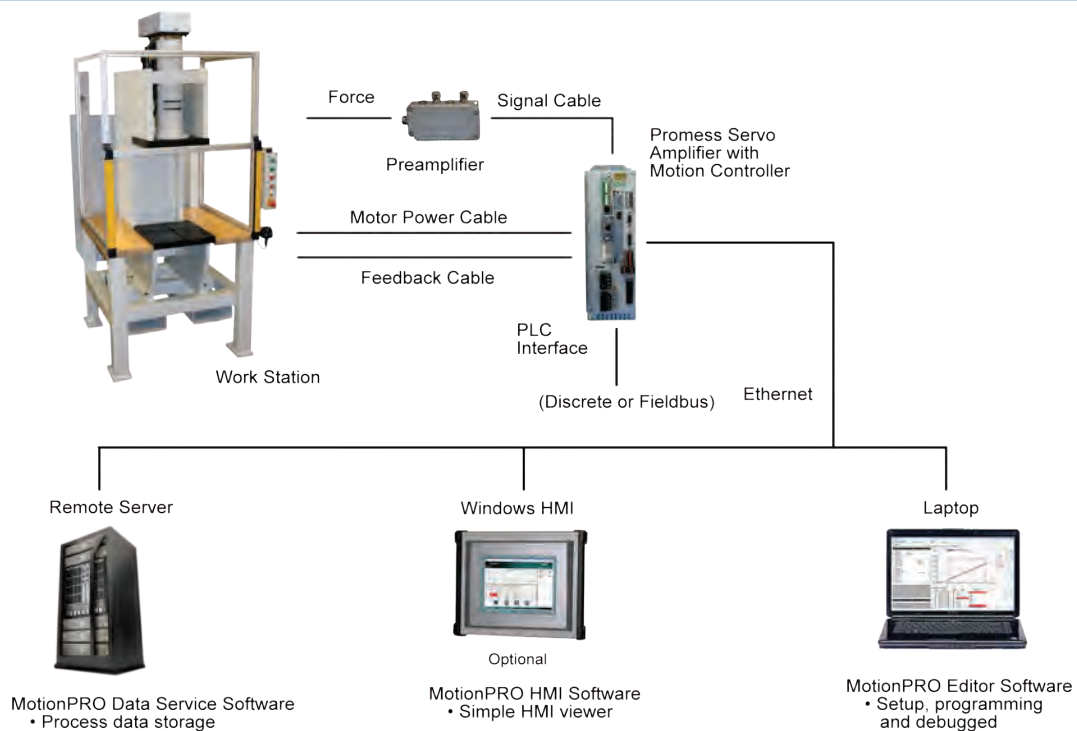 Force
Signal Cable
Preamplifier
Promess Servo
Amplifier with
Motion Controller
Motor Power Cable
Feedback Cable
Work Station
PLC
Interface
(Discrete or Fieldbus)
Ethernet
Remote Server
Windows HMI
Laptop
Optional
MotionPRO Data Service Software
• Process data storage
MotionPRO HMI Software
• Simple HMI viewer
MotionPRO Editor Software
• Setup, programming
and debugged